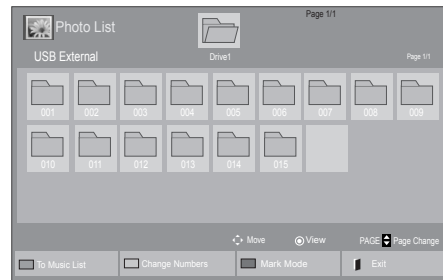 Photo List
Page 1/1
USB External
Drive1
Page 1/1
001 002 003 004 005 006 007 008 009
010 011 012 013 014 015
Move View PAGE Page Change
To Music List Change Numbers Mark Mode Exit